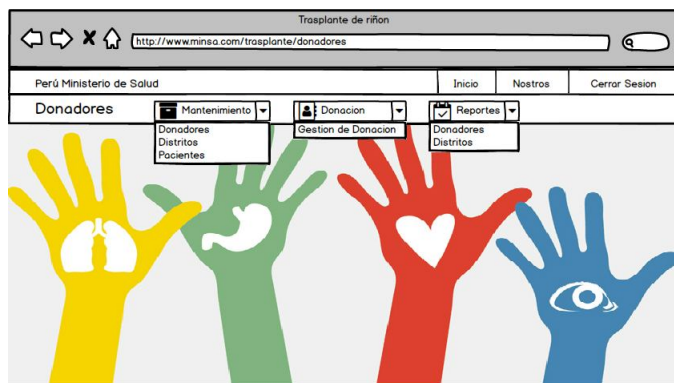 Trasplante de riñon
http://www.minsa.com/trasplante/donadores
Perú Ministerio de Salud
Inicio
Nostros
Cerrar Sesion
Donadores
Mantenimiento
Donacion
Reportes
Donadores
Distritos
Pacientes
Gestion de Donacion
Donadores
Distritos